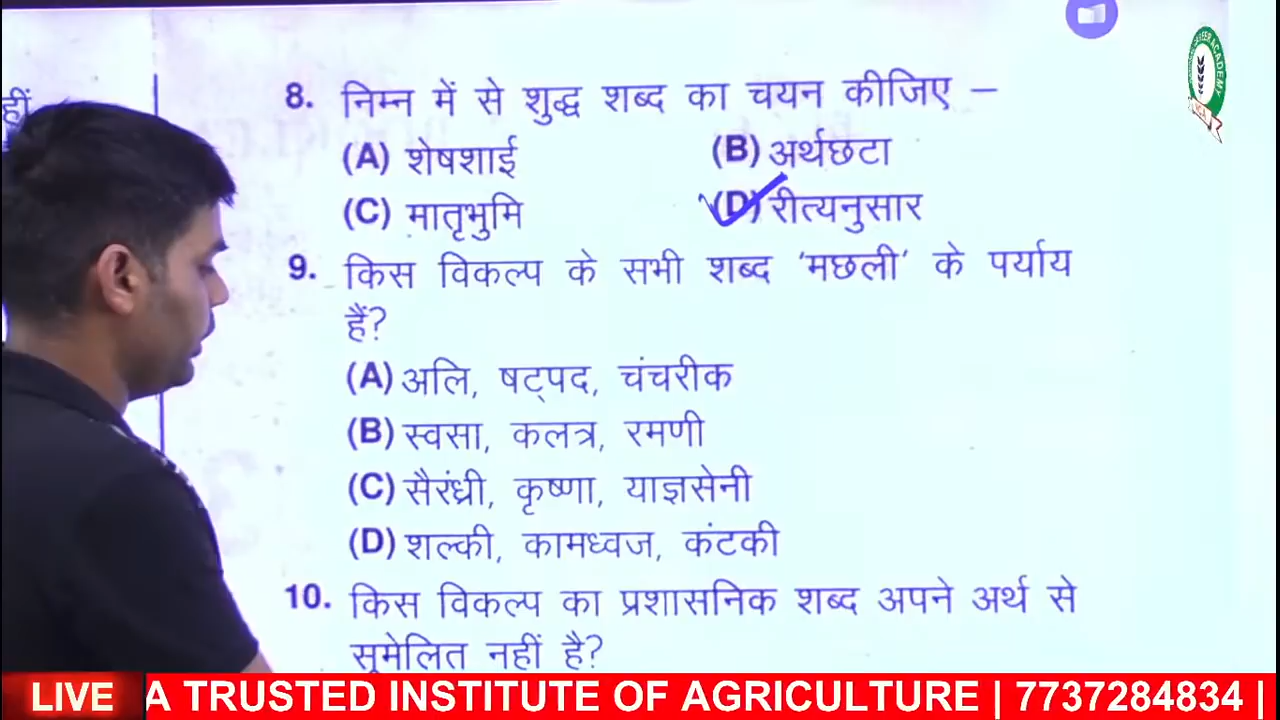 हीं
8. निम्न में से शुद्ध शब्द का चयन कीजिए –
(A) शेषशाई (B) अर्थछटा
(C) मातृभुमि (D) रीत्यनुसार
9. किस विकल्प के सभी शब्द 'मछली' के पर्याय
हैं?
(A) अलि, षट्पद, चंचरीक
(B) स्वसा, कलत्र, रमणी
(C) सैरंध्री, कृष्णा, याज्ञसेनी
(D) शल्की, कामध्वज, कंटकी
10. किस विकल्प का प्रशासनिक शब्द अपने अर्थ से
सुमेलित नहीं है?
LIVE A TRUSTED INSTITUTE OF AGRICULTURE | 7737284834 |